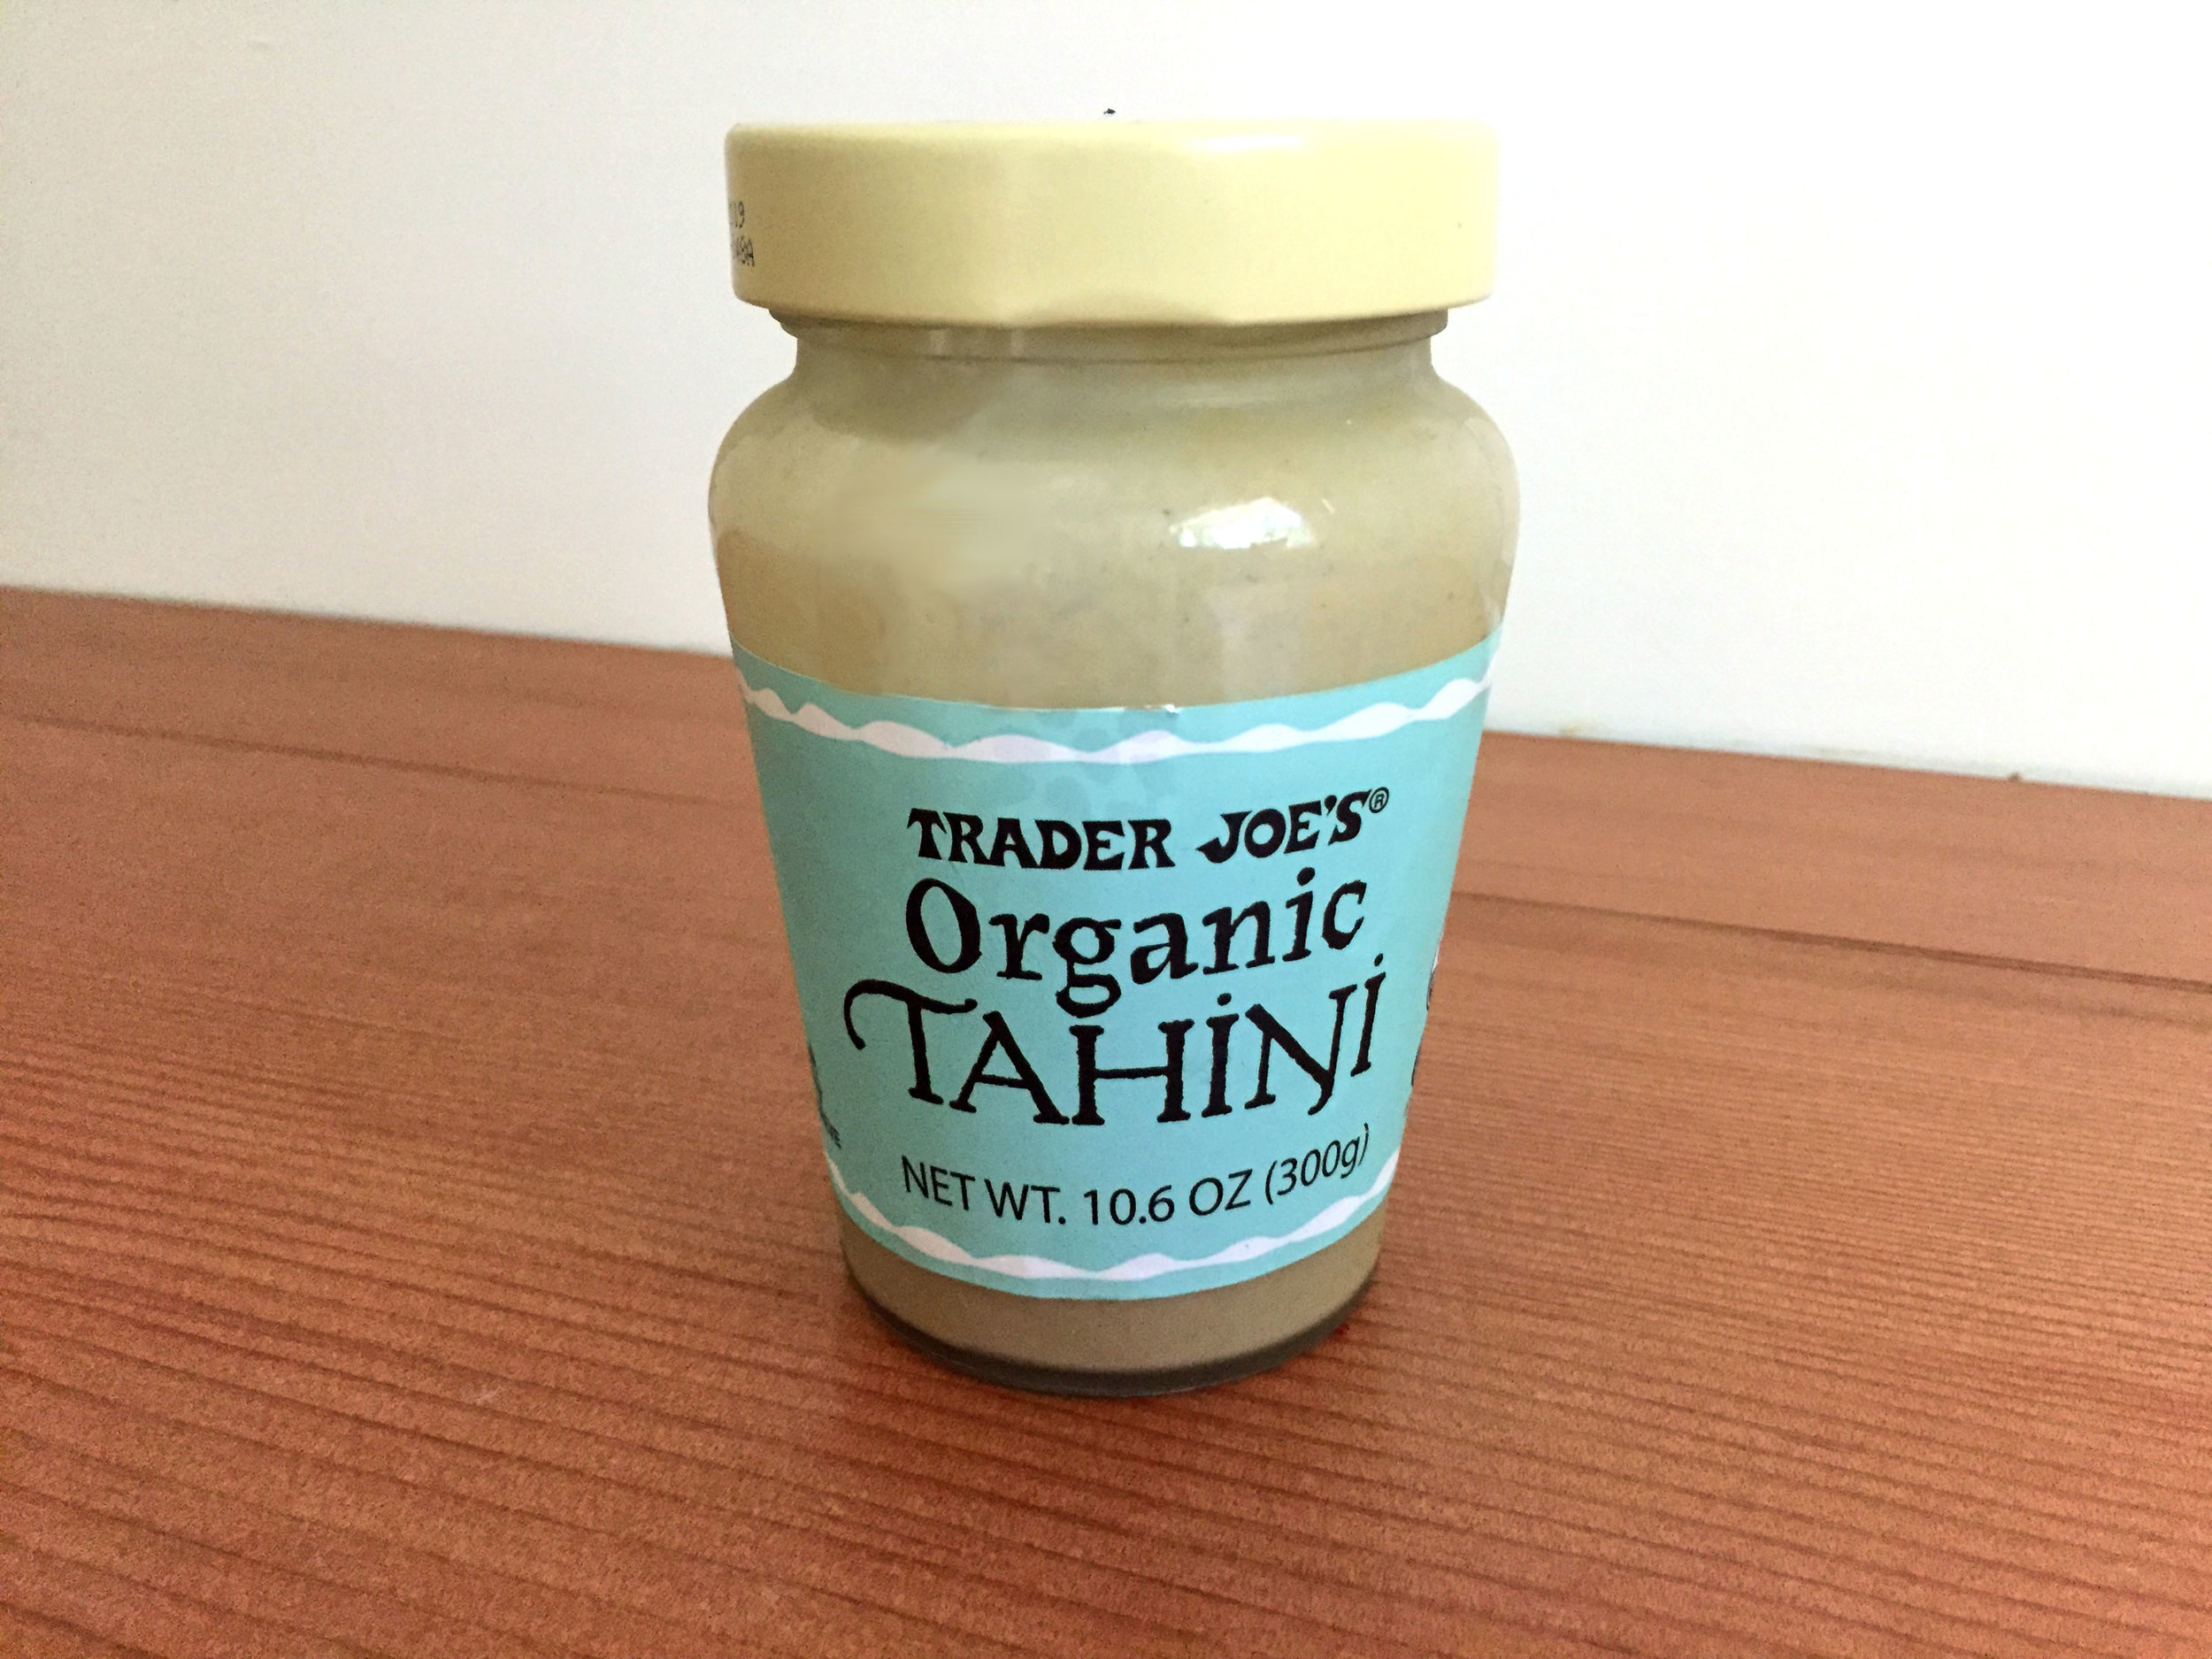 TRADER JOE'S®
Organic
TAHiNi
NET WT. 10.6 OZ (300g)